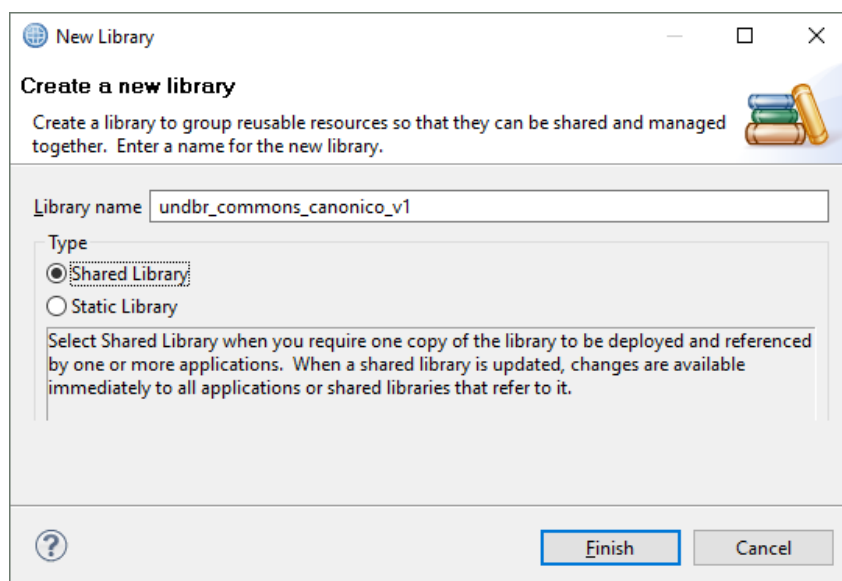 New Library
Create a new library
Create a library to group reusable resources so that they can be shared and managed
together. Enter a name for the new library.
Library name undbr_commons_canonico_v1
Type
Shared Library
Static Library
Select Shared Library when you require one copy of the library to be deployed and referenced
by one or more applications. When a shared library is updated, changes are available
immediately to all applications or shared libraries that refer to it.
?
Finish Cancel